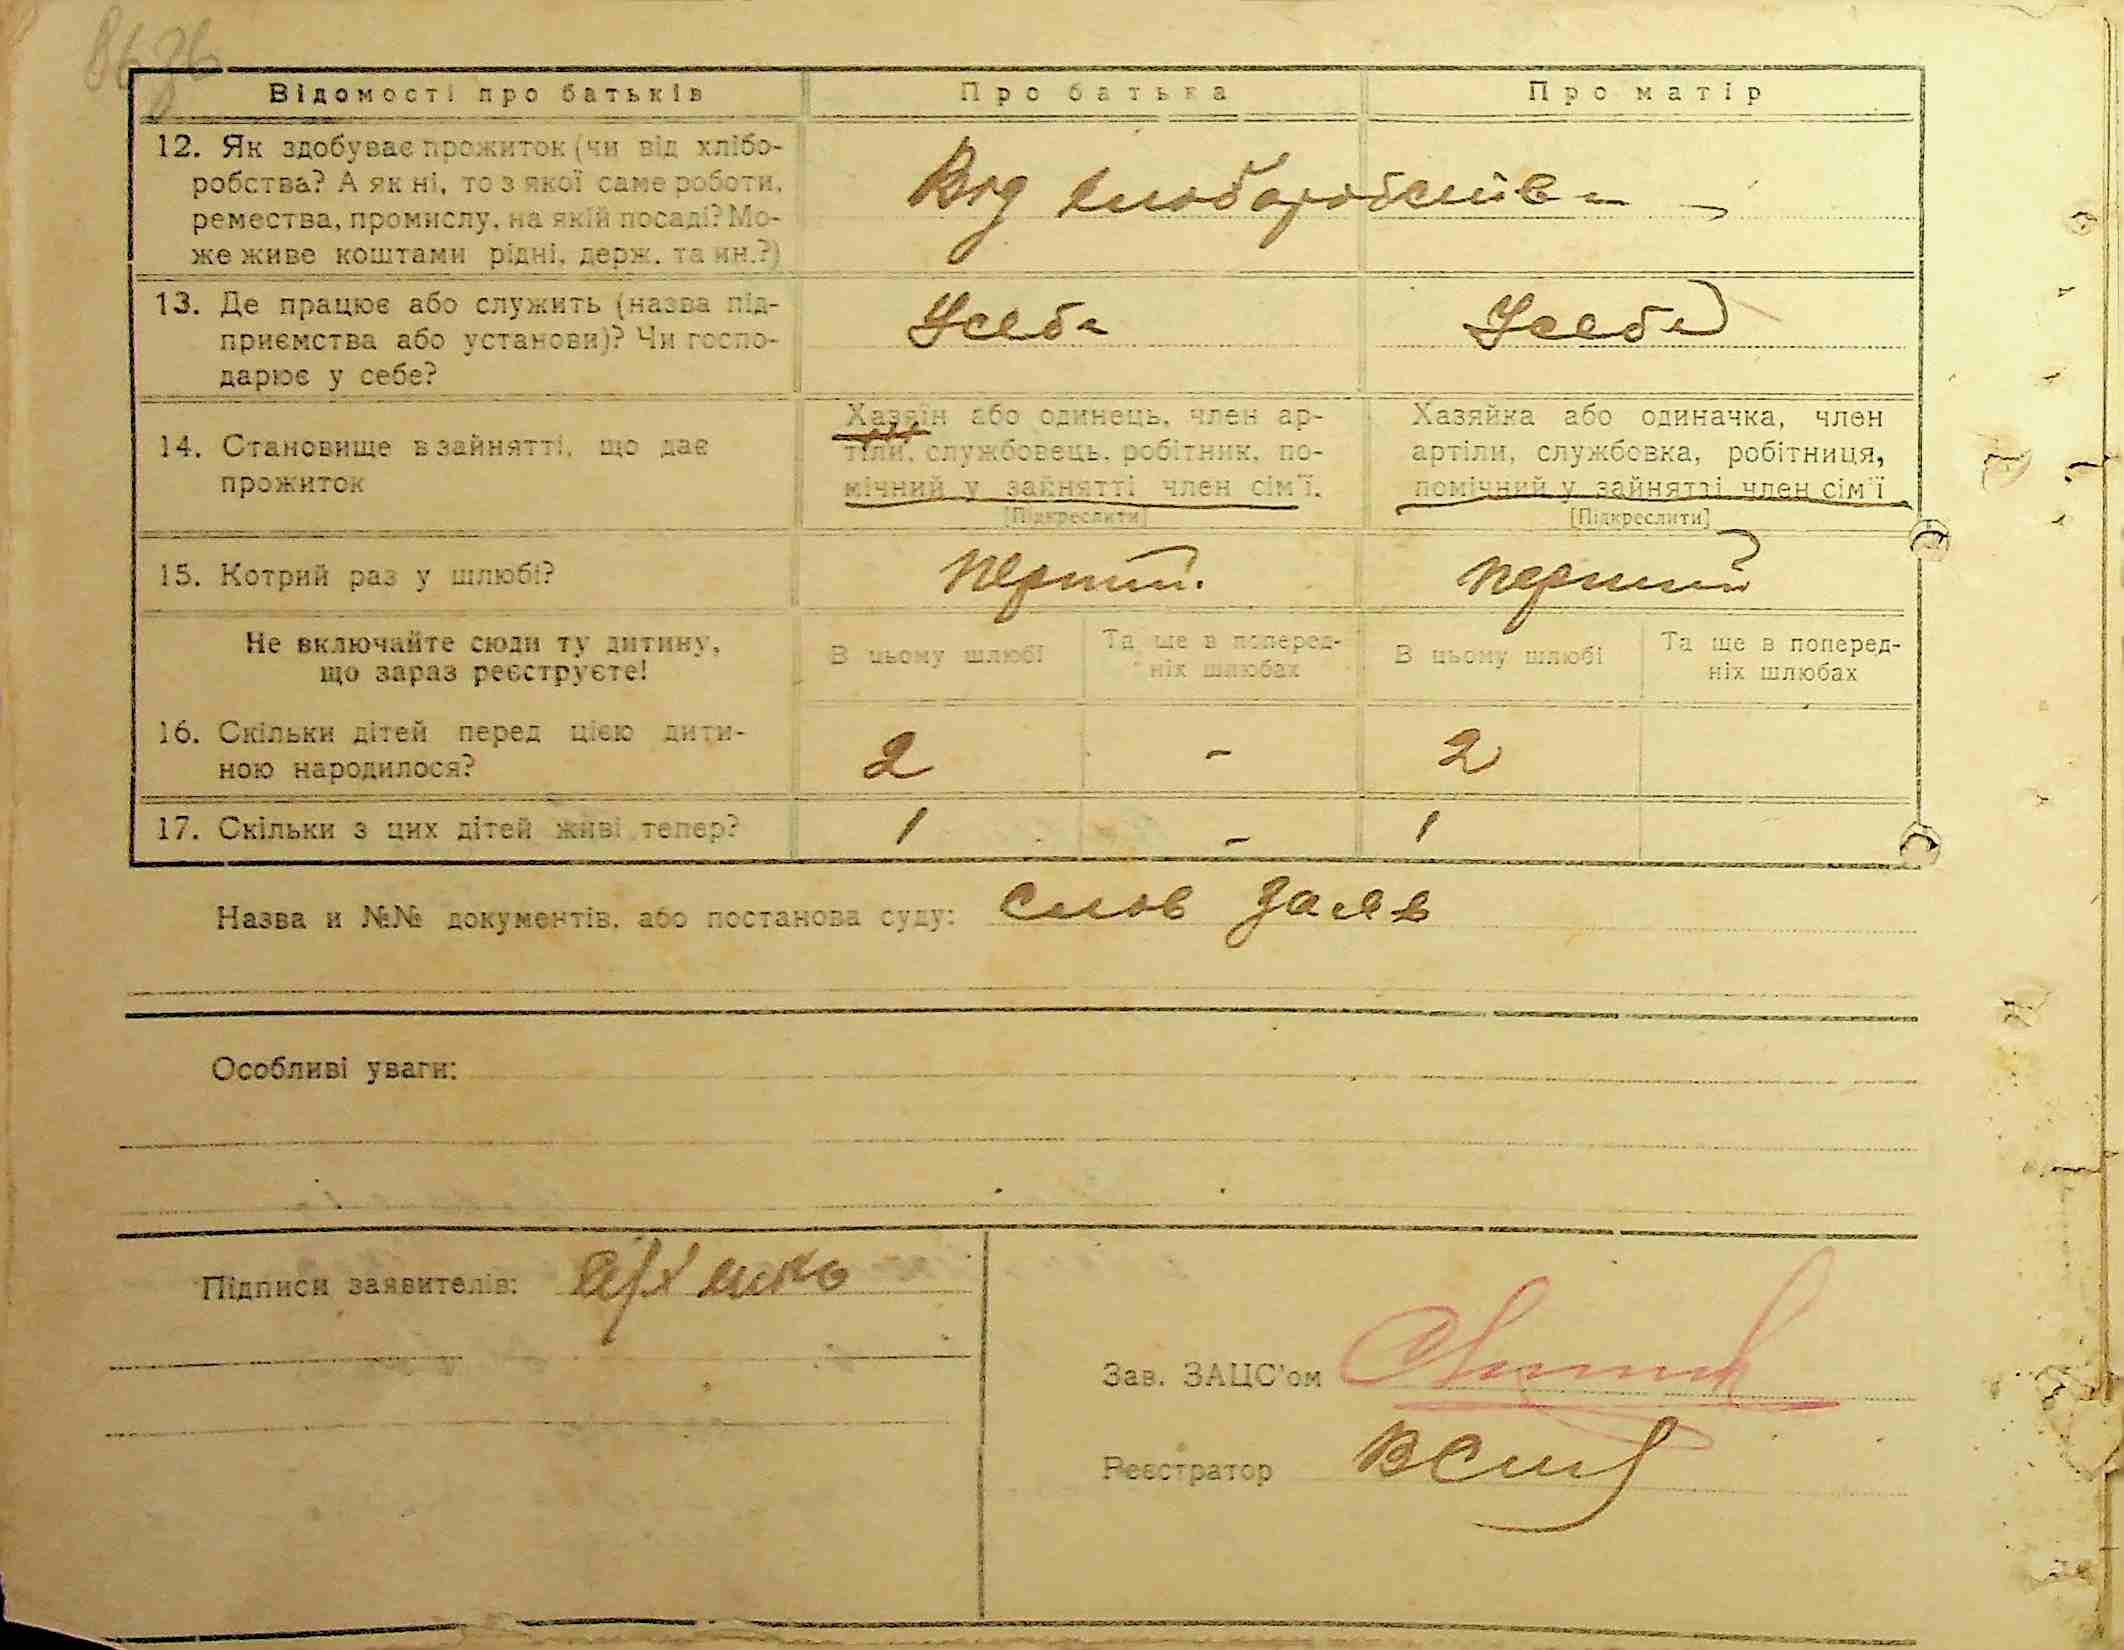 Відомості про батьків Про батька Про матір
12. Як здобуває прожиток (чи від хлібо-
робства? А як ні, то з якої саме роботи,
ремества, промислу, на якій посаді? Мо-
же живе коштами рідні, держ. та ин.?)
Від хлібаробства -
13. Де працює або служить (назва під-
приємства або установи)? Чи госпо-
дарює у себе?
Усебе Усебе
14. Становище в зайнятті, що дає
прожиток
Хазяїн або одинець, член ар-
тіли, службовець, робітник, по-
мічний у зайнятті член сім'ї.
[Підкреслити]
Хазяйка або одиначка, член
артіли, службовка, робітниця,
помічний у зайнятті член сім'ї
[Підкреслити]
15. Котрий раз у шлюбі? перший. перший
Не включайте сюди ту дитину,
що зараз реєструєте!
В цьому шлюбі Та ще в поперед-
ніх шлюбах
В цьому шлюбі Та ще в поперед-
ніх шлюбах
16. Скільки дітей перед цією дити-
ною народилося?
2 - 2
17. Скільки з цих дітей живі тепер? 1 - 1
Назва и №№ документів, або постанова суду: слов заяв
Особливі уваги:
Підписи заявителів:
Зав. ЗАЦС'ом
Реєстратор